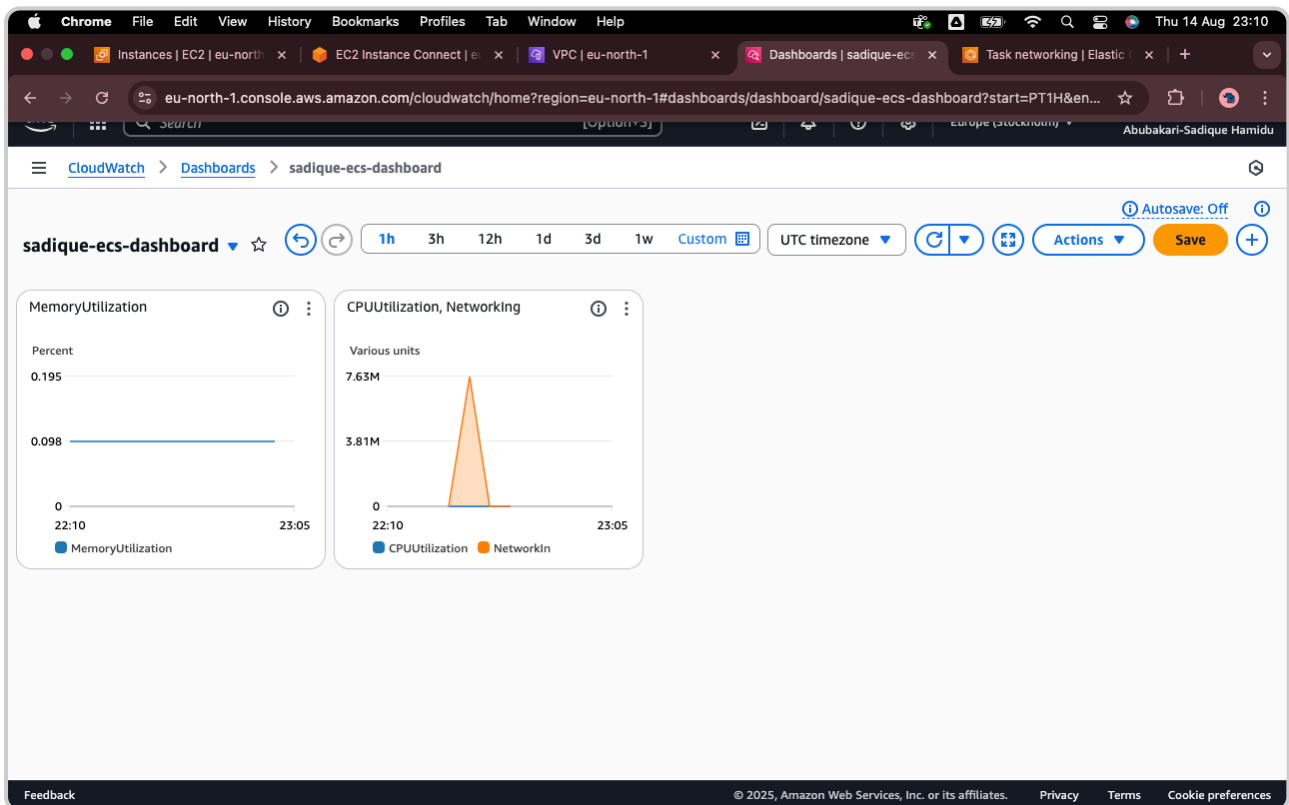 Chrome File Edit View History Bookmarks Profiles Tab Window Help Thu 14 Aug 23:10
Instances | EC2 | eu-north EC2 Instance Connect | e VPC | eu-north-1 Dashboards | sadique-ecs Task networking | Elastic
eu-north-1.console.aws.amazon.com/cloudwatch/home?region=eu-north-1#dashboards/dashboard/sadique-ecs-dashboard?start=PT1H&en...
Search [Option+S] Europe (Stockholm)
Abubakari-Sadique Hamidu
CloudWatch > Dashboards > sadique-ecs-dashboard
Autosave: Off
sadique-ecs-dashboard 1h 3h 12h 1d 3d 1w Custom UTC timezone Actions Save
MemoryUtilization
Percent
0.195
0.098
0
22:10 23:05
MemoryUtilization
CPUUtilization, NetworkIng
Various units
7.63M
3.81M
0
22:10 23:05
CPUUtilization NetworkIn
Feedback © 2025, Amazon Web Services, Inc. or its affiliates. Privacy Terms Cookie preferences